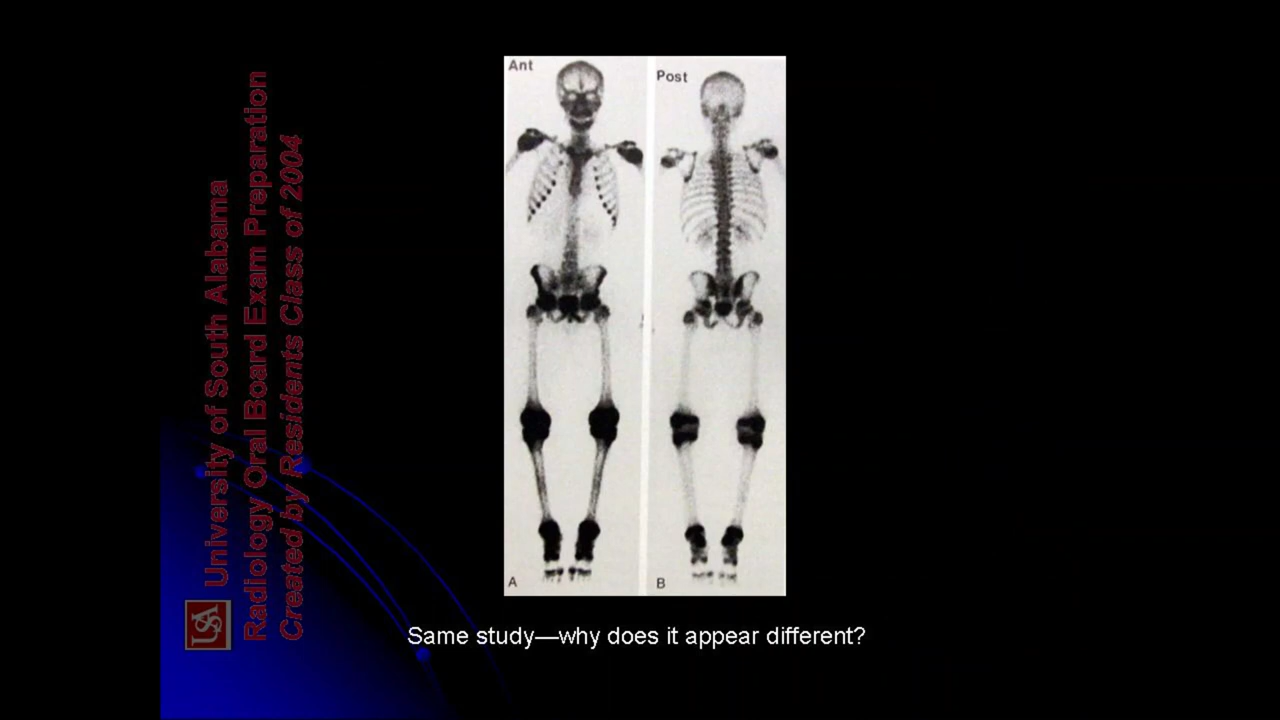 University of South Alabama
Radiology Oral Board Exam Preparation
Created by Residents Class of 2004
USA
Ant
Post
A
B
Same study—why does it appear different?